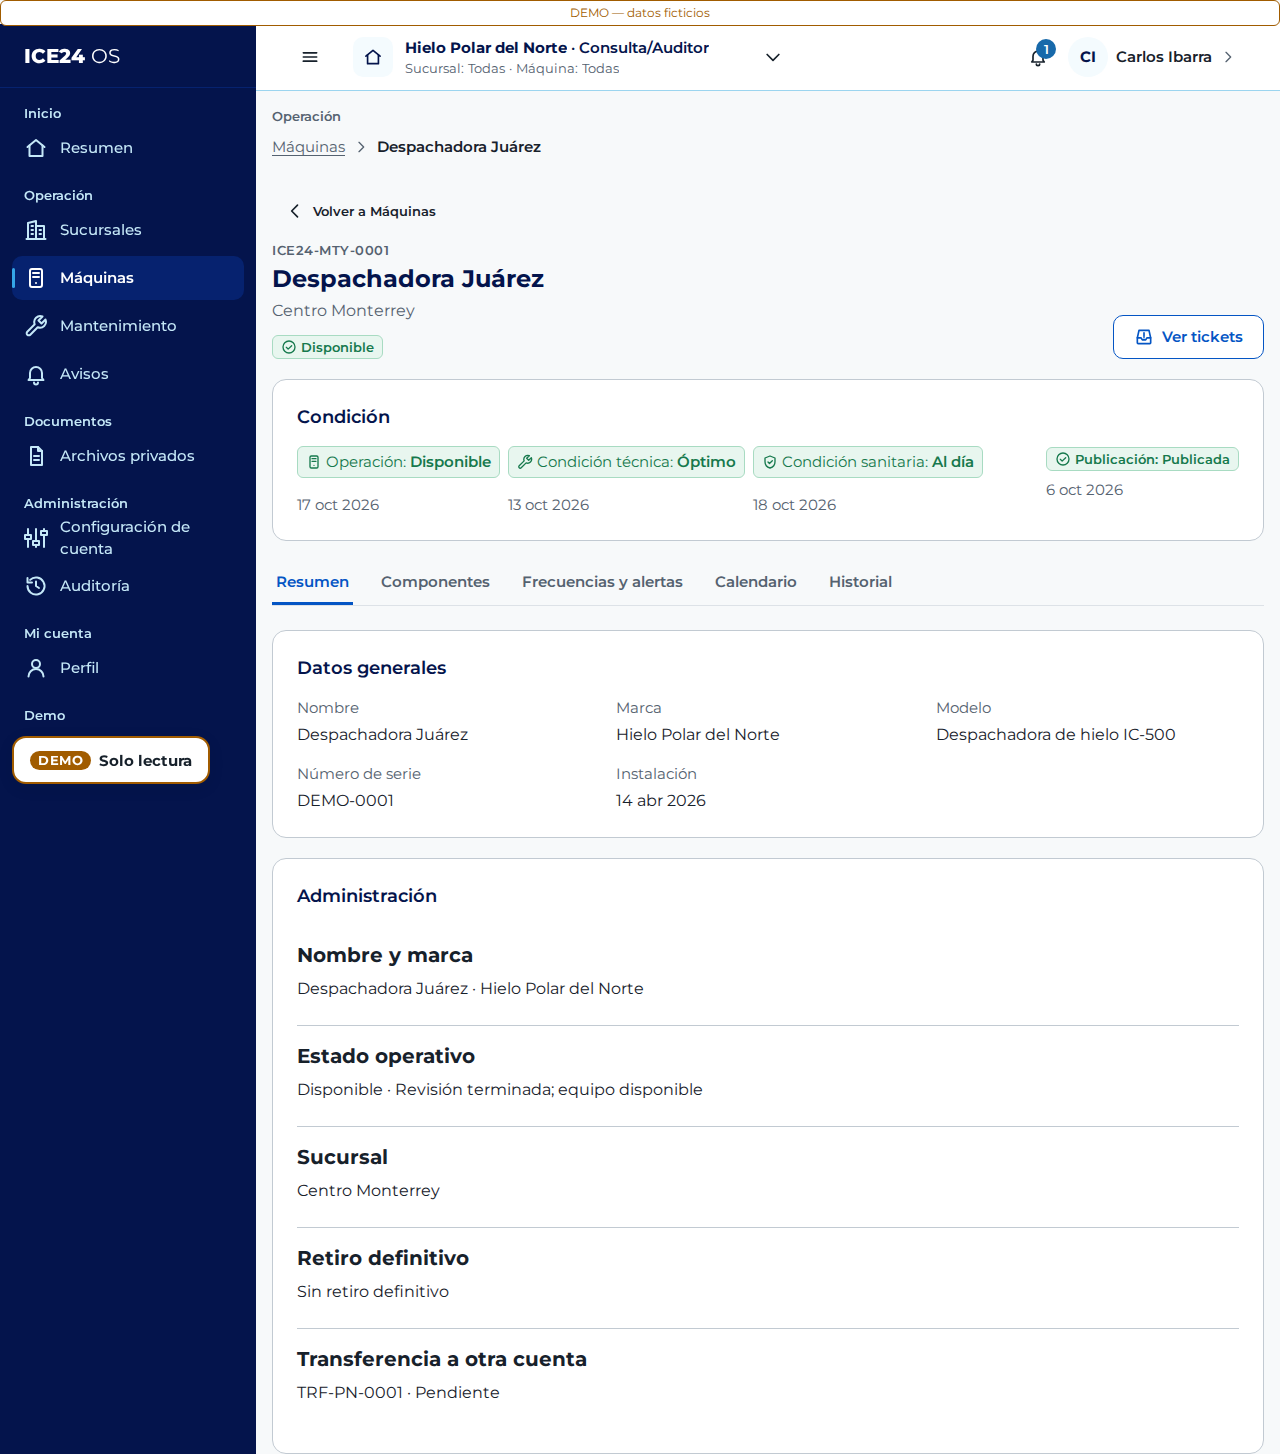 DEMO — datos ficticios
ICE24 OS
Inicio
Resumen
Operación
Sucursales
Máquinas
Mantenimiento
Avisos
Documentos
Archivos privados
Administración
Configuración de
cuenta
Auditoría
Mi cuenta
Perfil
Demo
DEMO Solo lectura
Hielo Polar del Norte · Consulta/Auditor
Sucursal: Todas · Máquina: Todas
1
CI Carlos Ibarra
Operación
Máquinas Despachadora Juárez
Volver a Máquinas
ICE24-MTY-0001
Despachadora Juárez
Centro Monterrey
Disponible
Ver tickets
Condición
Operación: Disponible
Condición técnica: Óptimo
Condición sanitaria: Al día
Publicación: Publicada
17 oct 2026
13 oct 2026
18 oct 2026
6 oct 2026
Resumen Componentes Frecuencias y alertas Calendario Historial
Datos generales
Nombre
Despachadora Juárez
Marca
Hielo Polar del Norte
Modelo
Despachadora de hielo IC-500
Número de serie
DEMO-0001
Instalación
14 abr 2026
Administración
Nombre y marca
Despachadora Juárez · Hielo Polar del Norte
Estado operativo
Disponible · Revisión terminada; equipo disponible
Sucursal
Centro Monterrey
Retiro definitivo
Sin retiro definitivo
Transferencia a otra cuenta
TRF-PN-0001 · Pendiente